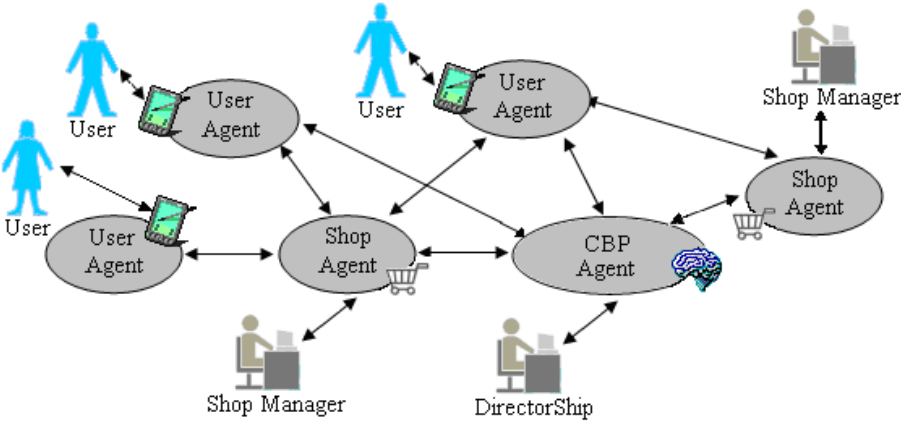 Shop Manager
User
User
Agent
User
User
Agent
Shop
Agent
User
User
Agent
Shop
Agent
CBP
Agent
Shop Manager
DirectorShip